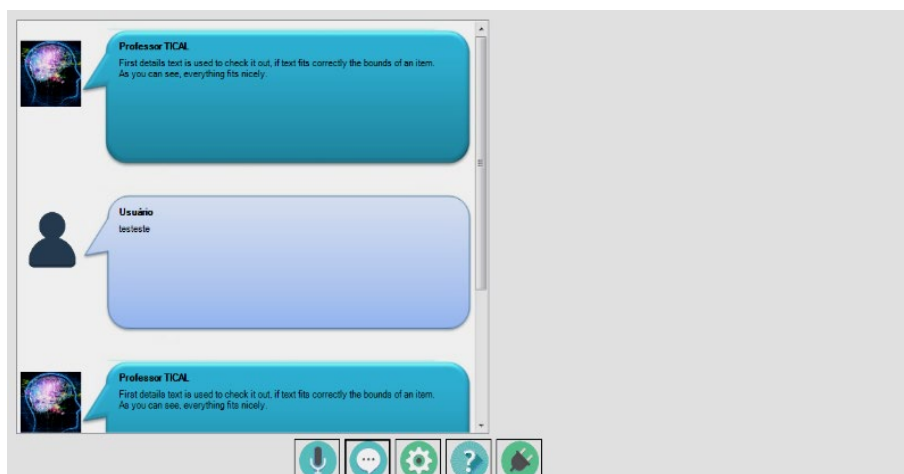 Professor TICAL
First details text is used to check it out, if text fits correctly the bounds of an item.
As you can see, everything fits nicely.
Usuário
testeste
Professor TICAL
First details text is used to check it out, if text fits correctly the bounds of an item.
As you can see, everything fits nicely.
?